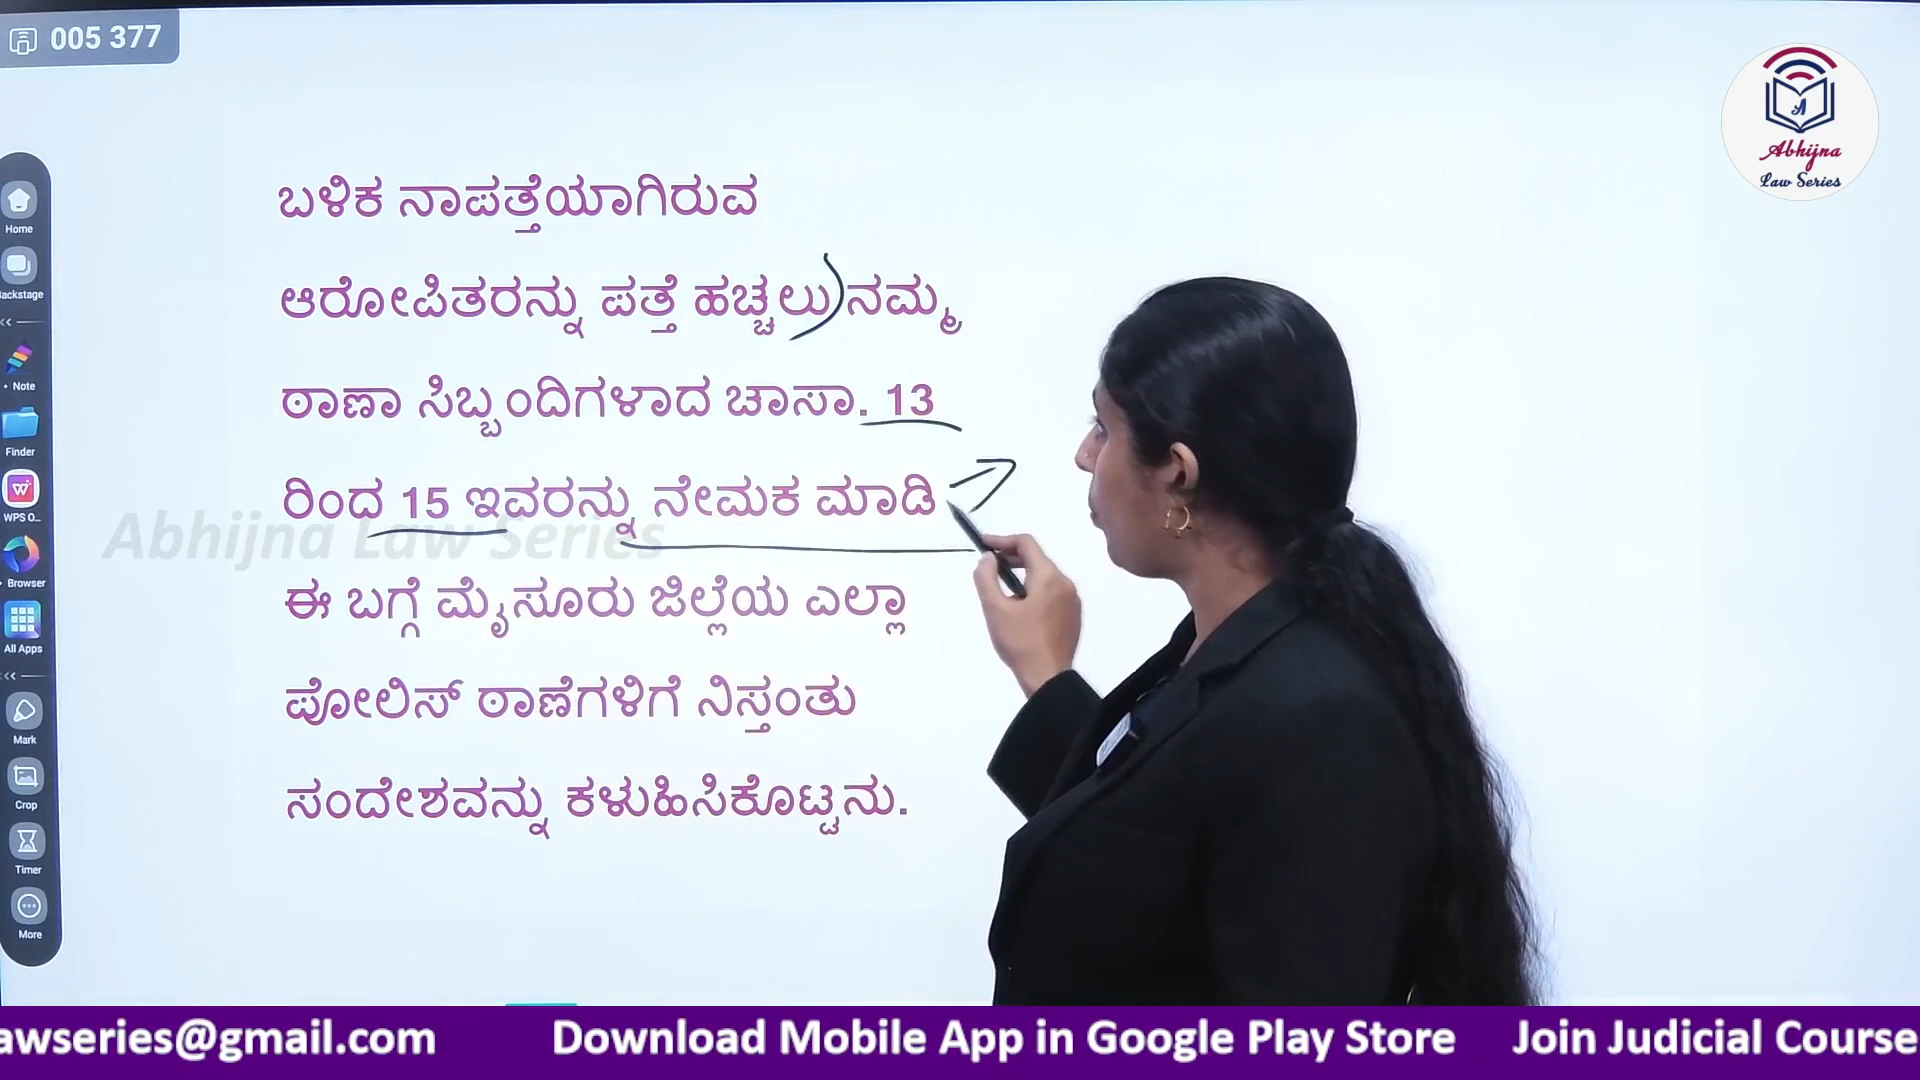 005 377
Abhijna
Law Series
ಬಳಿಕ ನಾಪತ್ತೆಯಾಗಿರುವ
ಆರೋಪಿತರನ್ನು ಪತ್ತೆ ಹಚ್ಚಲು) ನಮ್ಮ
ಠಾಣಾ ಸಿಬ್ಬಂದಿಗಳಾದ ಚಾಸಾ. 13
ರಿಂದ 15 ಇವರನ್ನು ನೇಮಕ ಮಾಡಿ
Abhijna Law Series
ಈ ಬಗ್ಗೆ ಮೈಸೂರು ಜಿಲ್ಲೆಯ ಎಲ್ಲಾ
ಪೋಲಿಸ್ ಠಾಣೆಗಳಿಗೆ ನಿಸ್ತಂತು
ಸಂದೇಶವನ್ನು ಕಳುಹಿಸಿಕೊಟ್ಟನು.
Home
Backstage
Note
Finder
WPS O...
Browser
All Apps
Mark
Crop
Timer
More
awseries@gmail.com Download Mobile App in Google Play Store Join Judicial Course